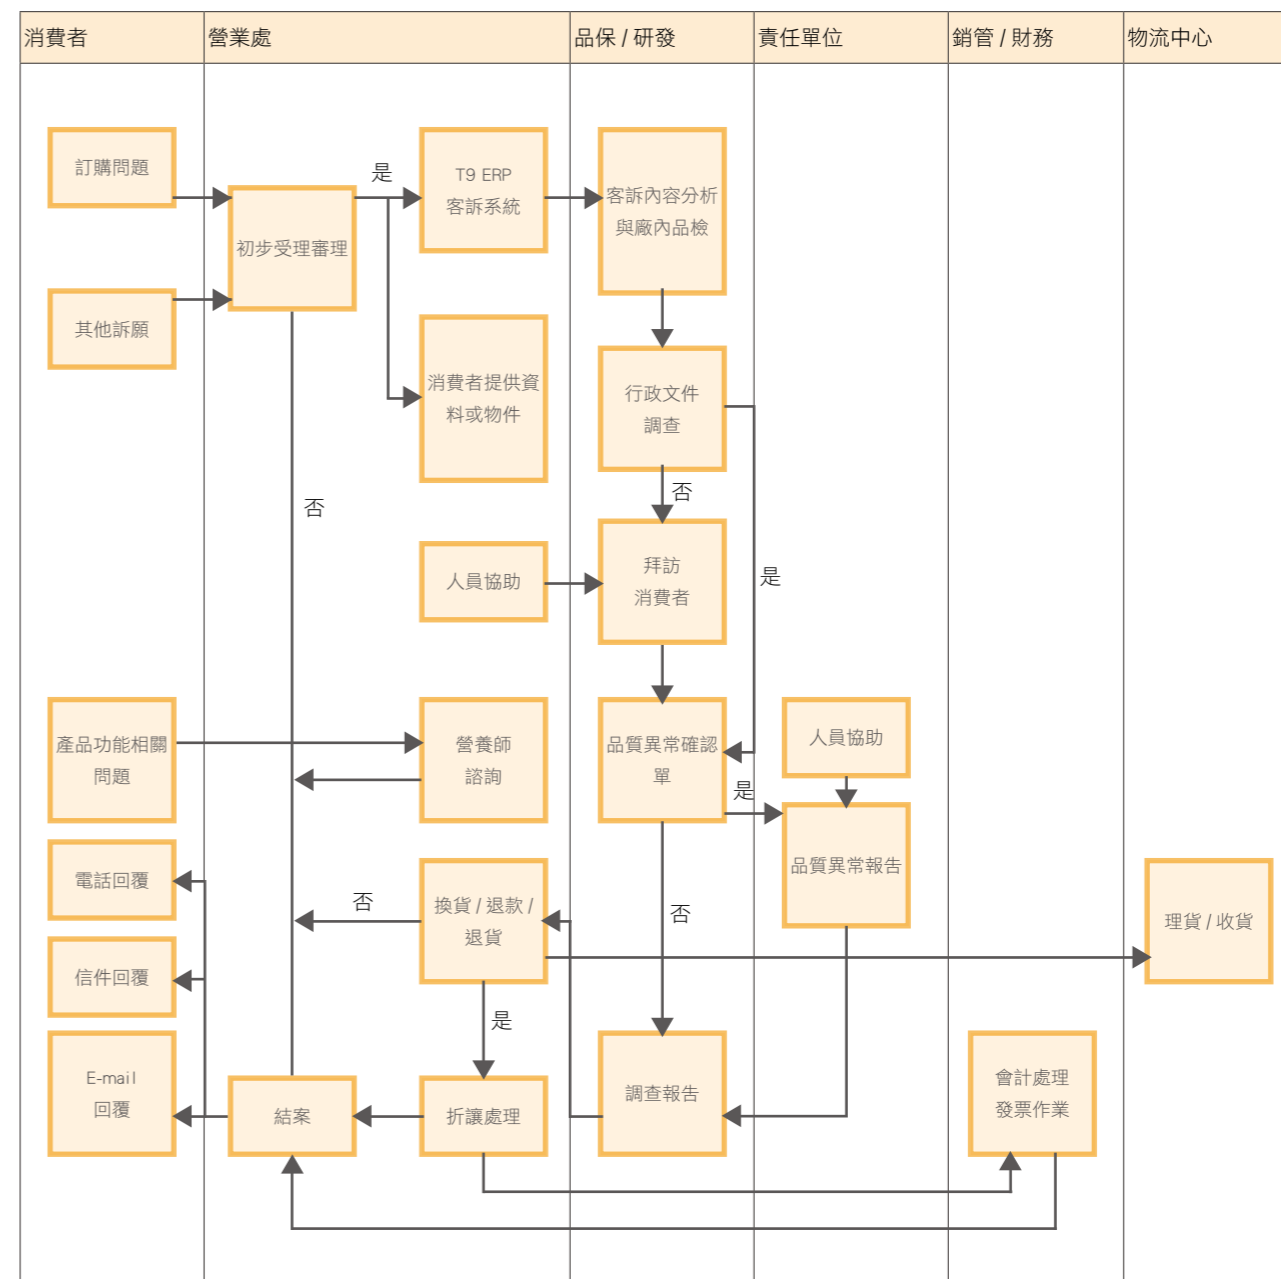 消費者
營業處
品保 / 研發
責任單位
銷管 / 財務
物流中心
訂購問題
其他訴願
初步受理審理
是
T9 ERP
客訴系統
客訴內容分析
與廠內品檢
消費者提供資
料或物件
行政文件
調查
否
否
是
人員協助
拜訪
消費者
產品功能相關
問題
營養師
諮詢
品質異常確認
單
是
人員協助
品質異常報告
電話回覆
信件回覆
E-mail
回覆
否
換貨 / 退款 /
退貨
是
否
理貨 / 收貨
結案
折讓處理
調查報告
會計處理
發票作業